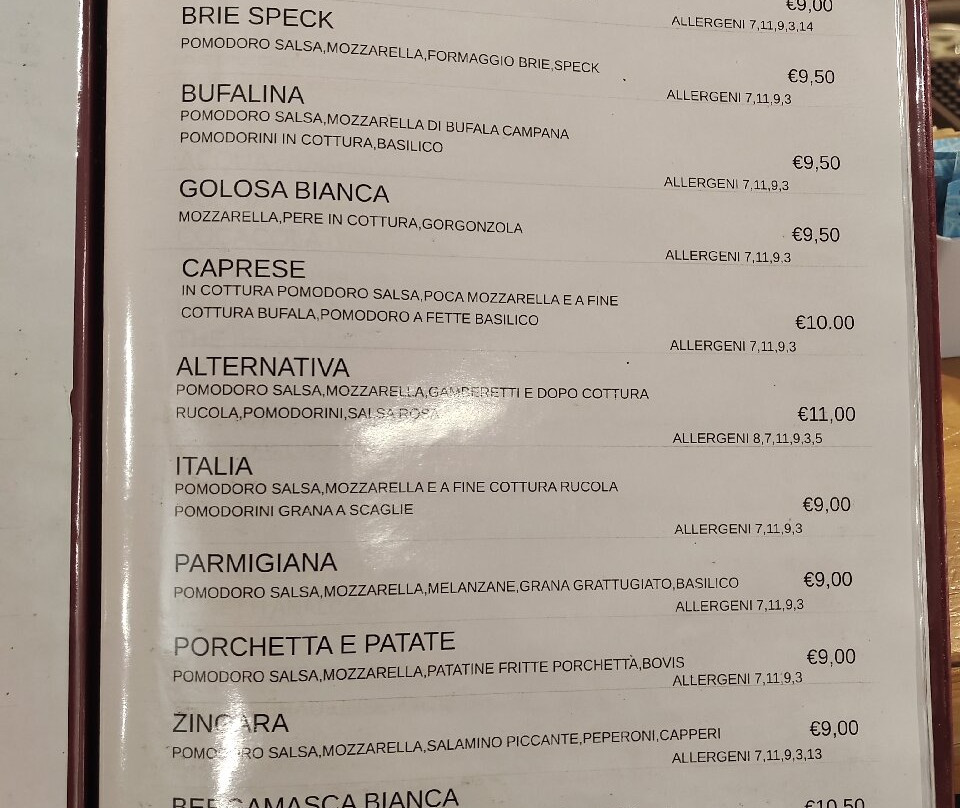 €9,00
BRIE SPECK
ALLERGENI 7,11,9,3,14
POMODORO SALSA,MOZZARELLA,FORMAGGIO BRIE,SPECK
€9,50
BUFALINA
ALLERGENI 7,11,9,3
POMODORO SALSA,MOZZARELLA DI BUFALA CAMPANA
POMODORINI IN COTTURA,BASILICO
€9,50
GOLOSA BIANCA
ALLERGENI 7,11,9,3
MOZZARELLA,PERE IN COTTURA,GORGONZOLA
€9,50
ALLERGENI 7,11,9.3
CAPRESE
IN COTTURA POMODORO SALSA,POCA MOZZARELLA E A FINE
COTTURA BUFALA,POMODORO A FETTE BASILICO
€10.00
ALLERGENI 7,11,9,3
ALTERNATIVA
POMODORO SALSA,MOZZARELLA,GAMBERETTI E DOPO COTTURA
RUCOLA,POMODORINI,SALSA ROSA
€11,00
ALLERGENI 8,7,11,9,3,5
ITALIA
POMODORO SALSA,MOZZARELLA E A FINE COTTURA RUCOLA
POMODORINI GRANA A SCAGLIE
€9,00
ALLERGENI 7,11,9,3
PARMIGIANA
POMODORO SALSA,MOZZARELLA,MELANZANE,GRANA GRATTUGIATO,BASILICO
€9,00
ALLERGENI 7,11,9,3
PORCHETTA E PATATE
POMODORO SALSA,MOZZARELLA,PATATINE FRITTE PORCHETTA,BOVIS
€9,00
ALLERGENI 7,11,9,3
ZINGARA
POMODORO SALSA,MOZZARELLA,SALAMINO PICCANTE,PEPERONI,CAPPERI
€9,00
ALLERGENI 7,11,9,3,13
BERGAMASCA BIANCA
€10,50